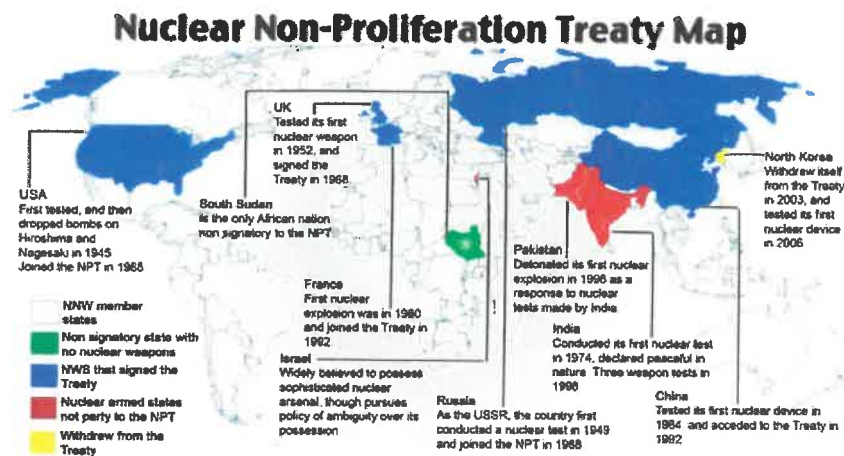 Nuclear Non-Proliferation Treaty Map
UK
Tested its first
nuclear weapon
in 1952, and
signed the
Treaty in 1968
USA
First tested, and then
dropped bombs on
Hiroshima and
Nagasaki in 1945
Joined the NPT in 1968
South Sudan
is the only African nation
non signatory to the NPT
North Korea
Withdrew itself
from the Treaty
in 2003, and
tested its first
nuclear device
in 2006
Pakistan
Detonated its first nuclear
explosion in 1998 as a
response to nuclear
tests made by India
France
First nuclear
explosion was in 1960
and joined the Treaty in
1992
India
Conducted its first nuclear test
in 1974, declared peaceful in
nature Three weapon tests in
1998
Israel
Widely believed to possess
sophisticated nuclear
arsenal, though pursues
policy of ambiguity over its
possession
Russia
As the USSR, the country first
conducted a nuclear test in 1949
and joined the NPT in 1968
China
Tested its first nuclear device in
1964 and acceded to the Treaty in
1992
NNW member
states
Non signatory state with
no nuclear weapons
NWS that signed the
Treaty
Nuclear armed states
not party to the NPT
Withdrew from the
Treaty